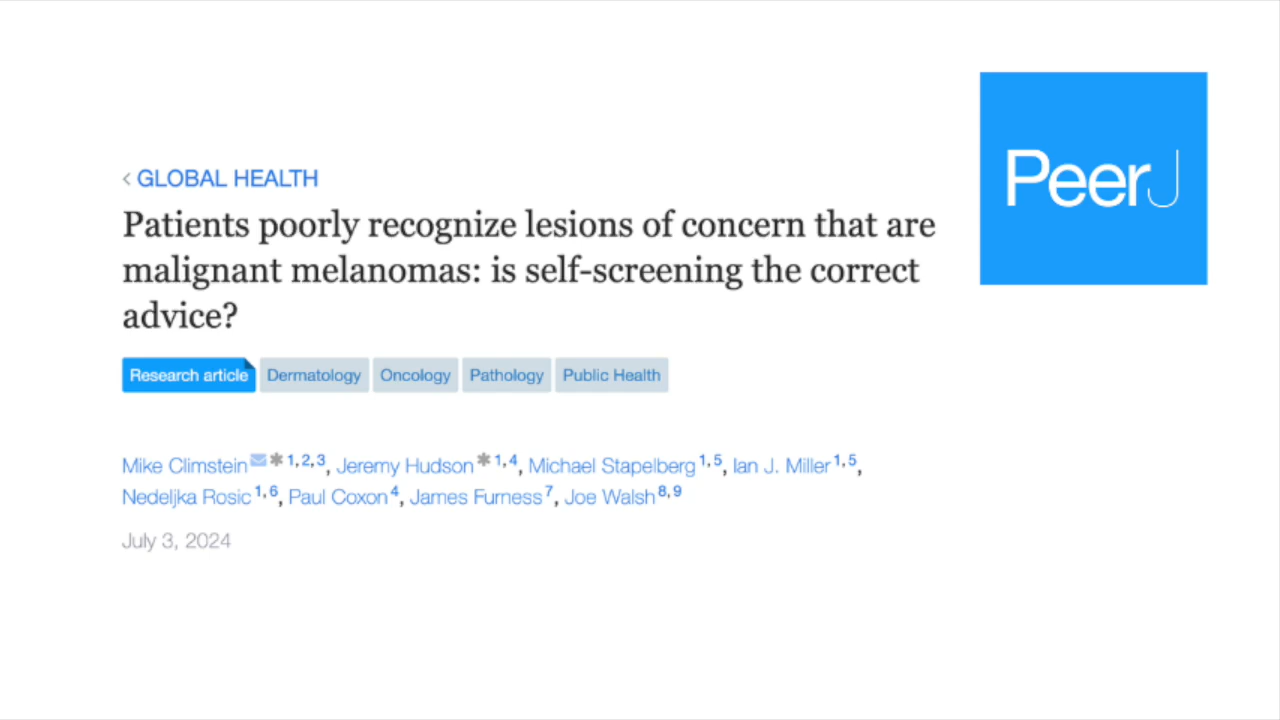 PeerJ
< GLOBAL HEALTH
Patients poorly recognize lesions of concern that are
malignant melanomas: is self-screening the correct
advice?
Research article Dermatology Oncology Pathology Public Health
Mike Climstein ✉ * 1, 2, 3, Jeremy Hudson * 1, 4, Michael Stapelberg 1, 5, Ian J. Miller 1, 5,
Nedeljka Rosic 1, 6, Paul Coxon 4, James Furness 7, Joe Walsh 8, 9
July 3, 2024